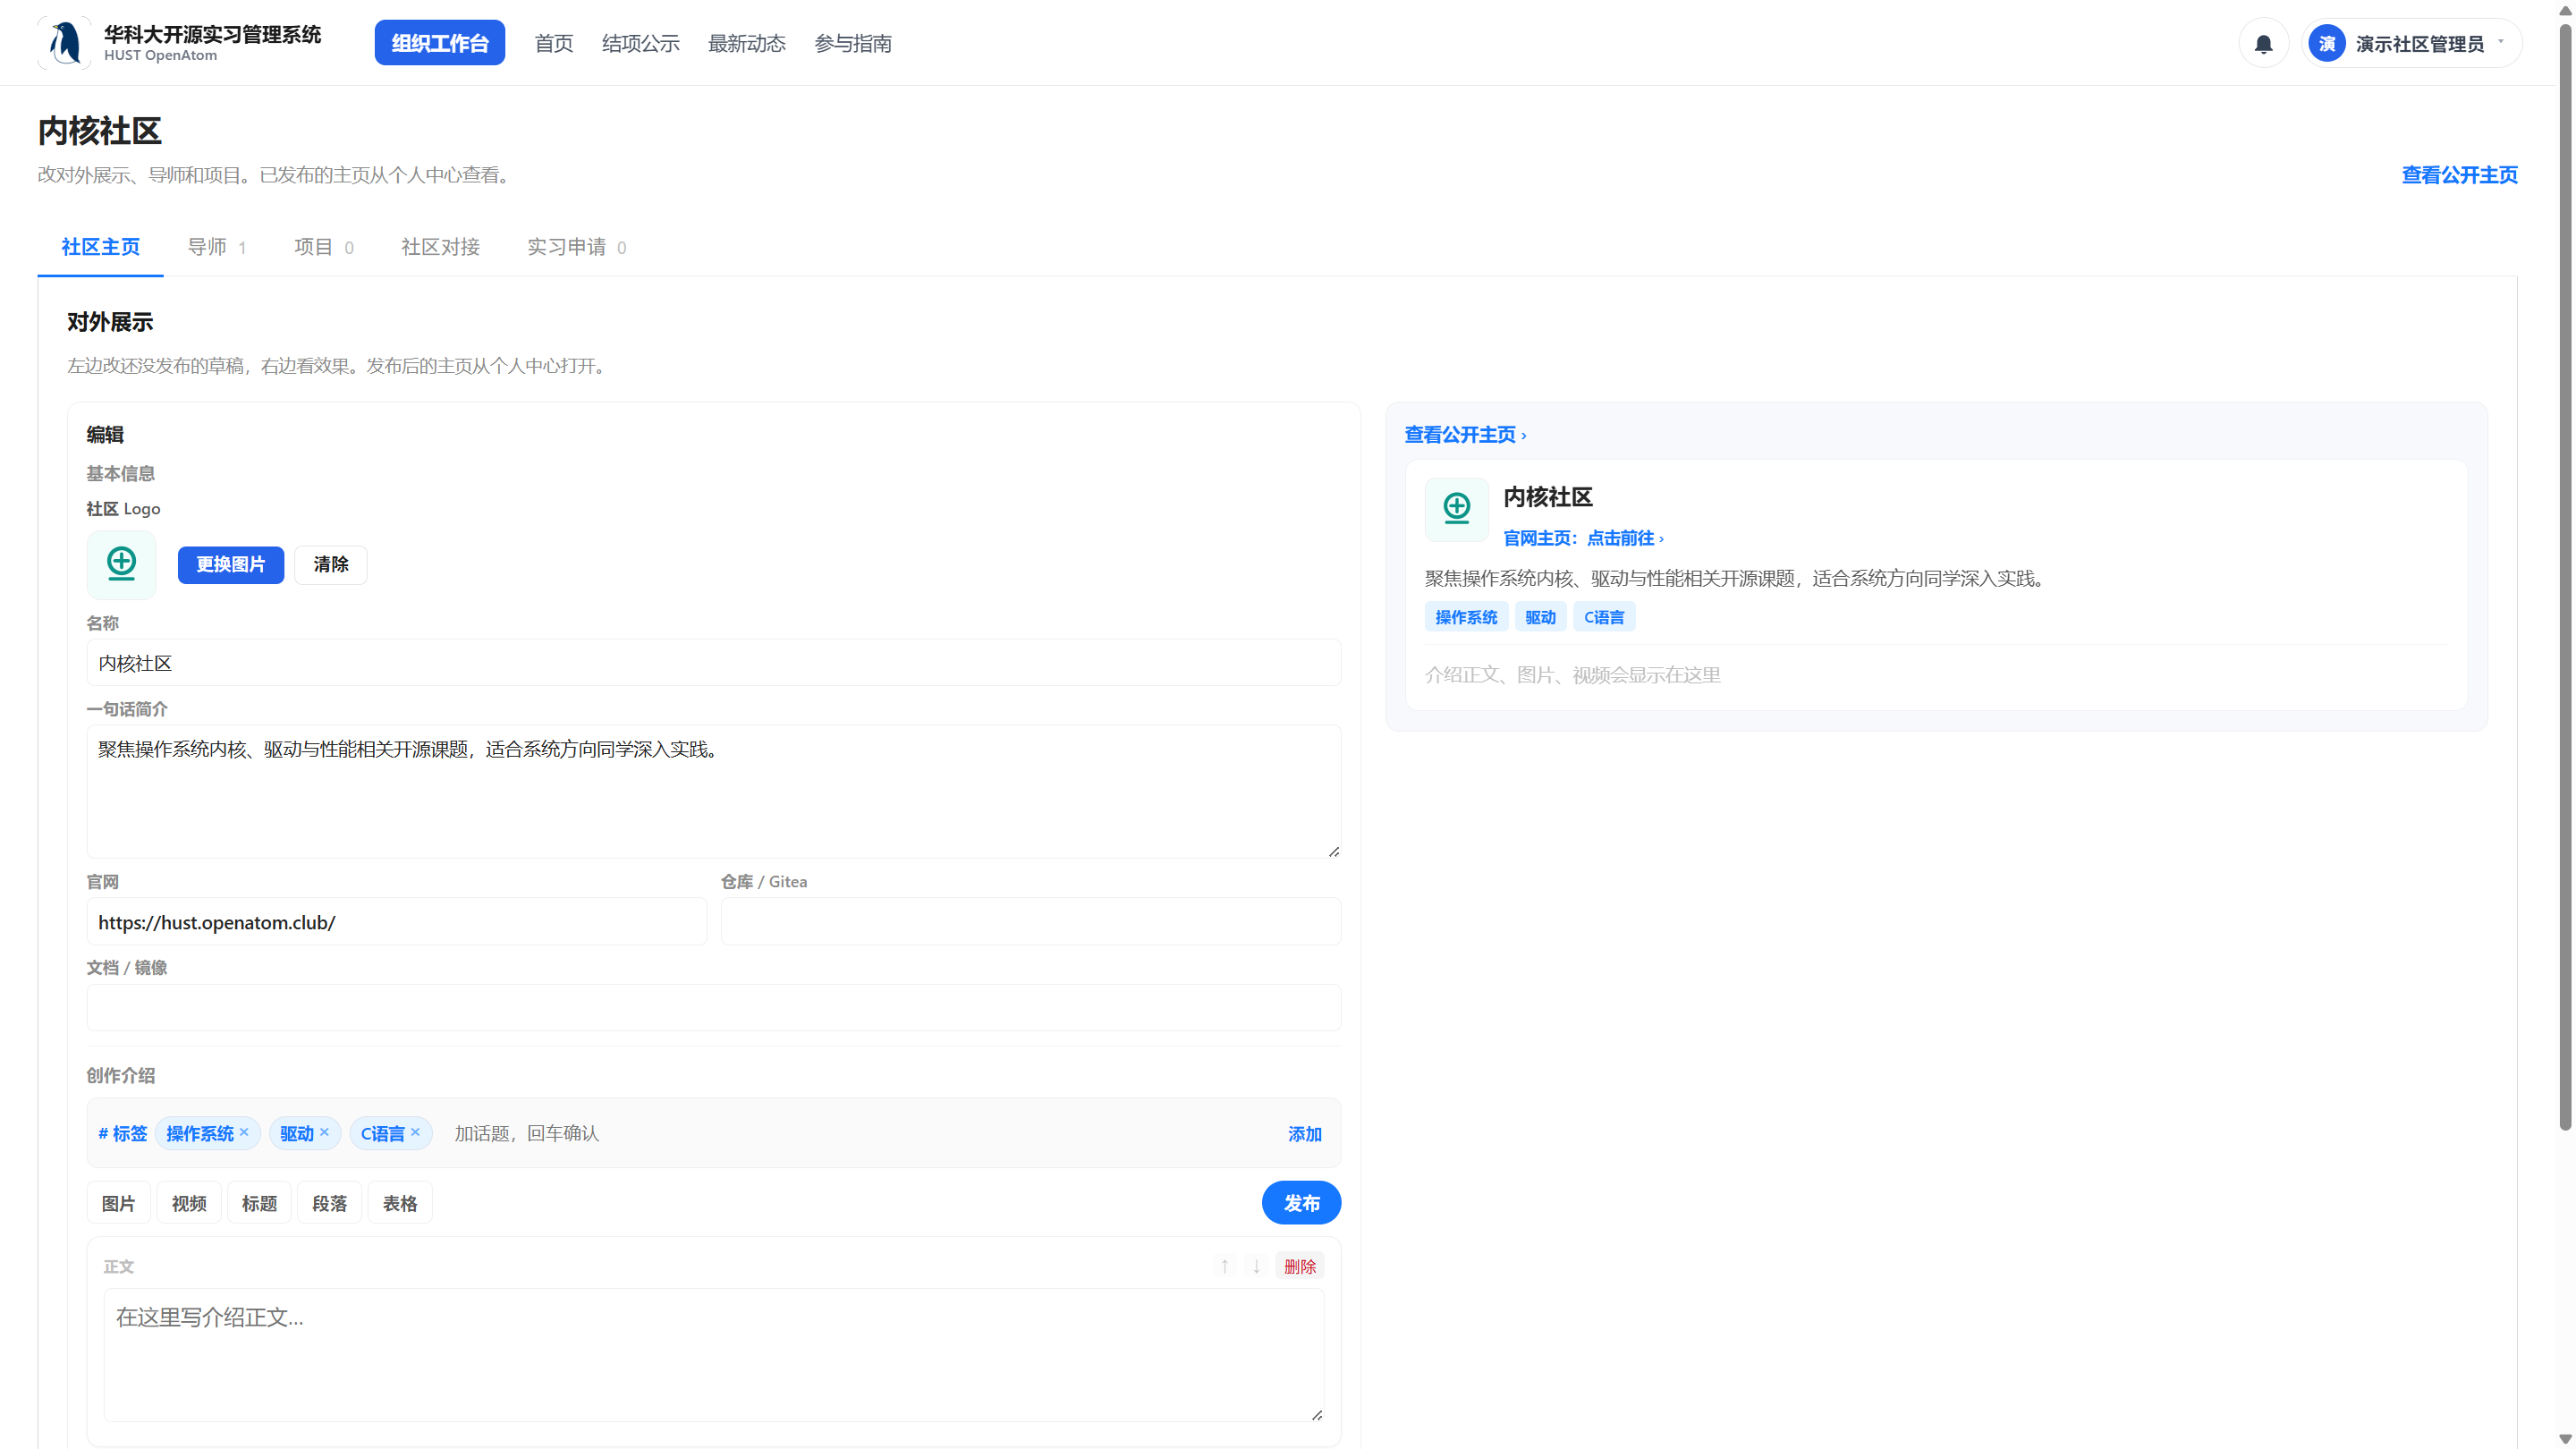 华科大开源实习管理系统
HUST OpenAtom
组织工作台 首页 结项公示 最新动态 参与指南
演 演示社区管理员
内核社区
改对外展示、导师和项目。已发布的主页从个人中心查看。
查看公开主页
社区主页 导师 1 项目 0 社区对接 实习申请 0
对外展示
左边改还没发布的草稿，右边看效果。发布后的主页从个人中心打开。
编辑
基本信息
社区 Logo
更换图片 清除
名称
内核社区
一句话简介
聚焦操作系统内核、驱动与性能相关开源课题，适合系统方向同学深入实践。
官网 仓库 / Gitea
https://hust.openatom.club/
文档 / 镜像
创作介绍
# 标签 操作系统 × 驱动 × C语言 × 加话题，回车确认 添加
图片 视频 标题 段落 表格 发布
正文 ↑ ↓ 删除
在这里写介绍正文...
查看公开主页 ›
内核社区
官网主页：点击前往 ›
聚焦操作系统内核、驱动与性能相关开源课题，适合系统方向同学深入实践。
操作系统 驱动 C语言
介绍正文、图片、视频会显示在这里